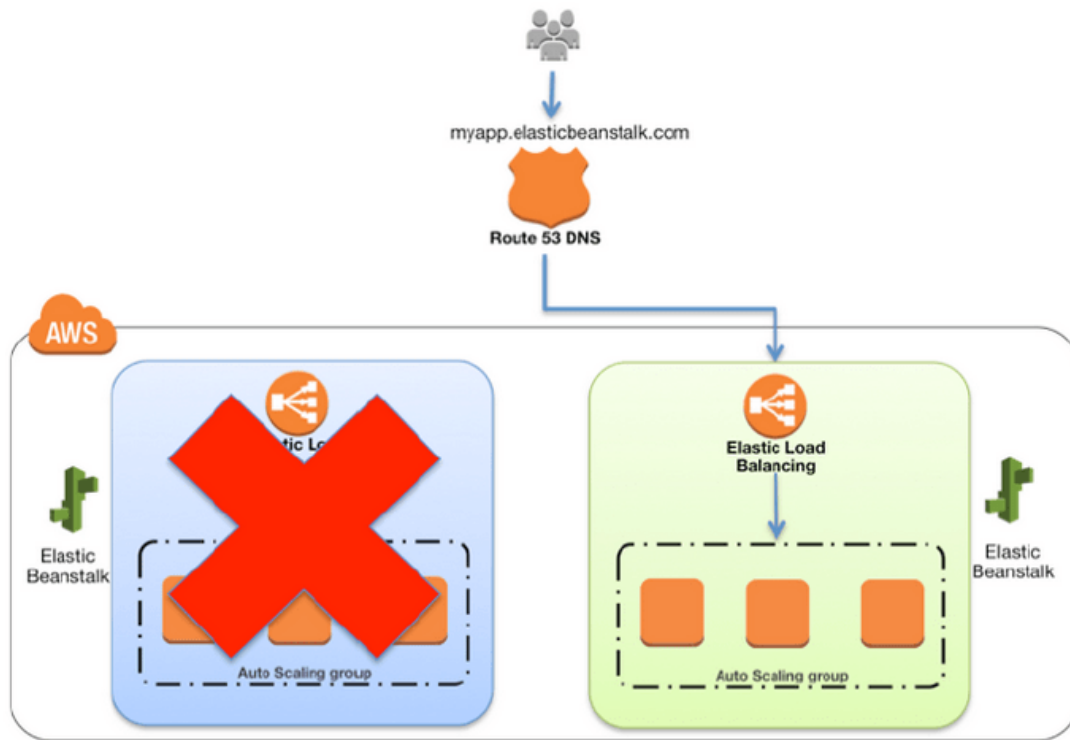 myapp.elasticbeanstalk.com
Route 53 DNS
AWS
Elastic Load
Balancing
Elastic
Beanstalk
Elastic
Beanstalk
Auto Scaling group
Auto Scaling group